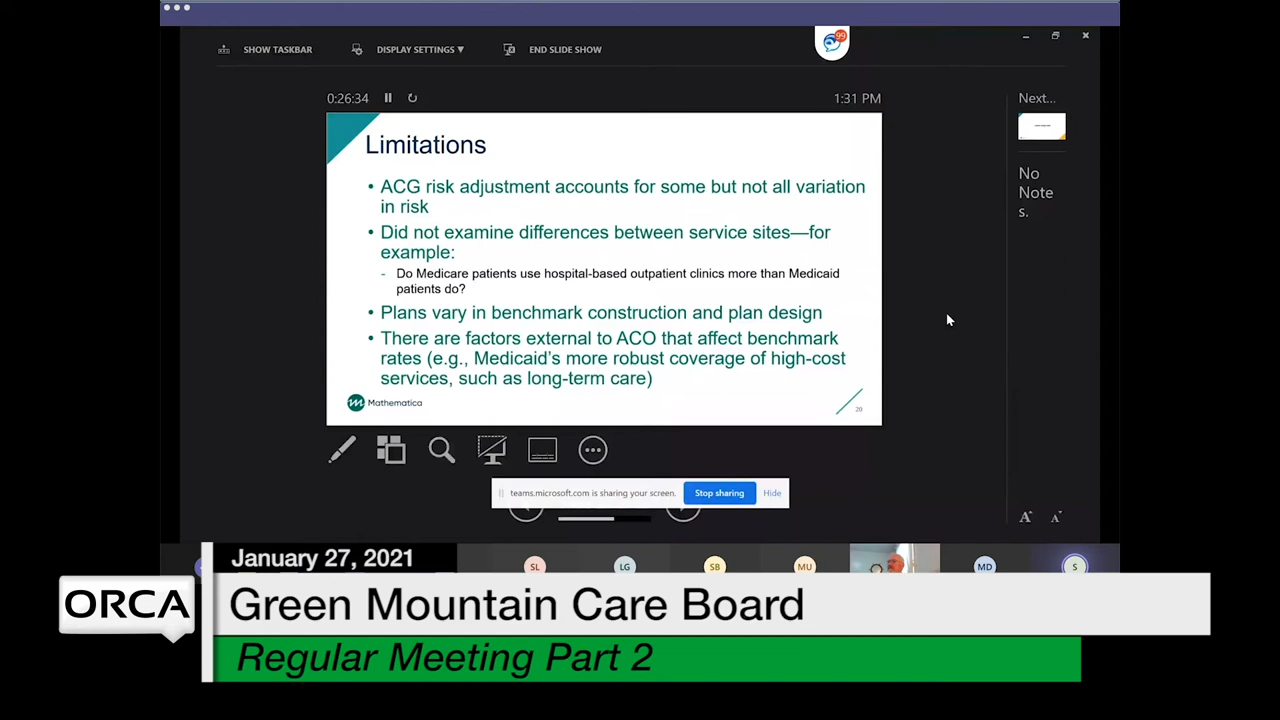 SHOW TASKBAR
DISPLAY SETTINGS ▼
END SLIDE SHOW
99
0:26:34
1:31 PM
Next...
Limitations
• ACG risk adjustment accounts for some but not all variation
in risk
• Did not examine differences between service sites—for
example:
- Do Medicare patients use hospital-based outpatient clinics more than Medicaid
patients do?
• Plans vary in benchmark construction and plan design
• There are factors external to ACO that affect benchmark
rates (e.g., Medicaid's more robust coverage of high-cost
services, such as long-term care)
Mathematica
20
No
Note
s.
teams.microsoft.com is sharing your screen.
Stop sharing
Hide
A A
SL
LG
SB
MU
MD
S
January 27, 2021
ORCA
Green Mountain Care Board
Regular Meeting Part 2